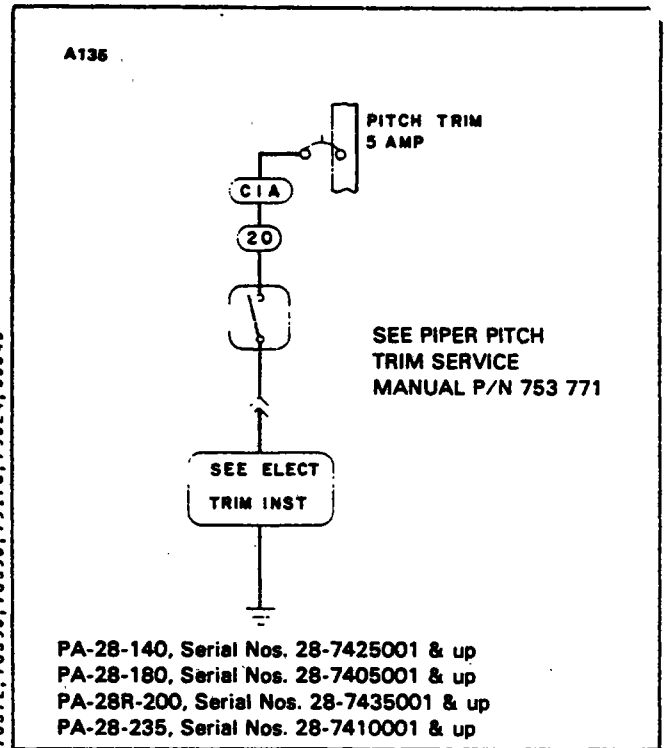 A136
PITCH TRIM
5 AMP
C1A
20
SEE PIPER PITCH
TRIM SERVICE
MANUAL P/N 753 771
SEE ELECT
TRIM INST
PA-28-140, Serial Nos. 28-7425001 & up
PA-28-180, Serial Nos. 28-7405001 & up
PA-28R-200, Serial Nos. 28-7435001 & up
PA-28-235, Serial Nos. 28-7410001 & up